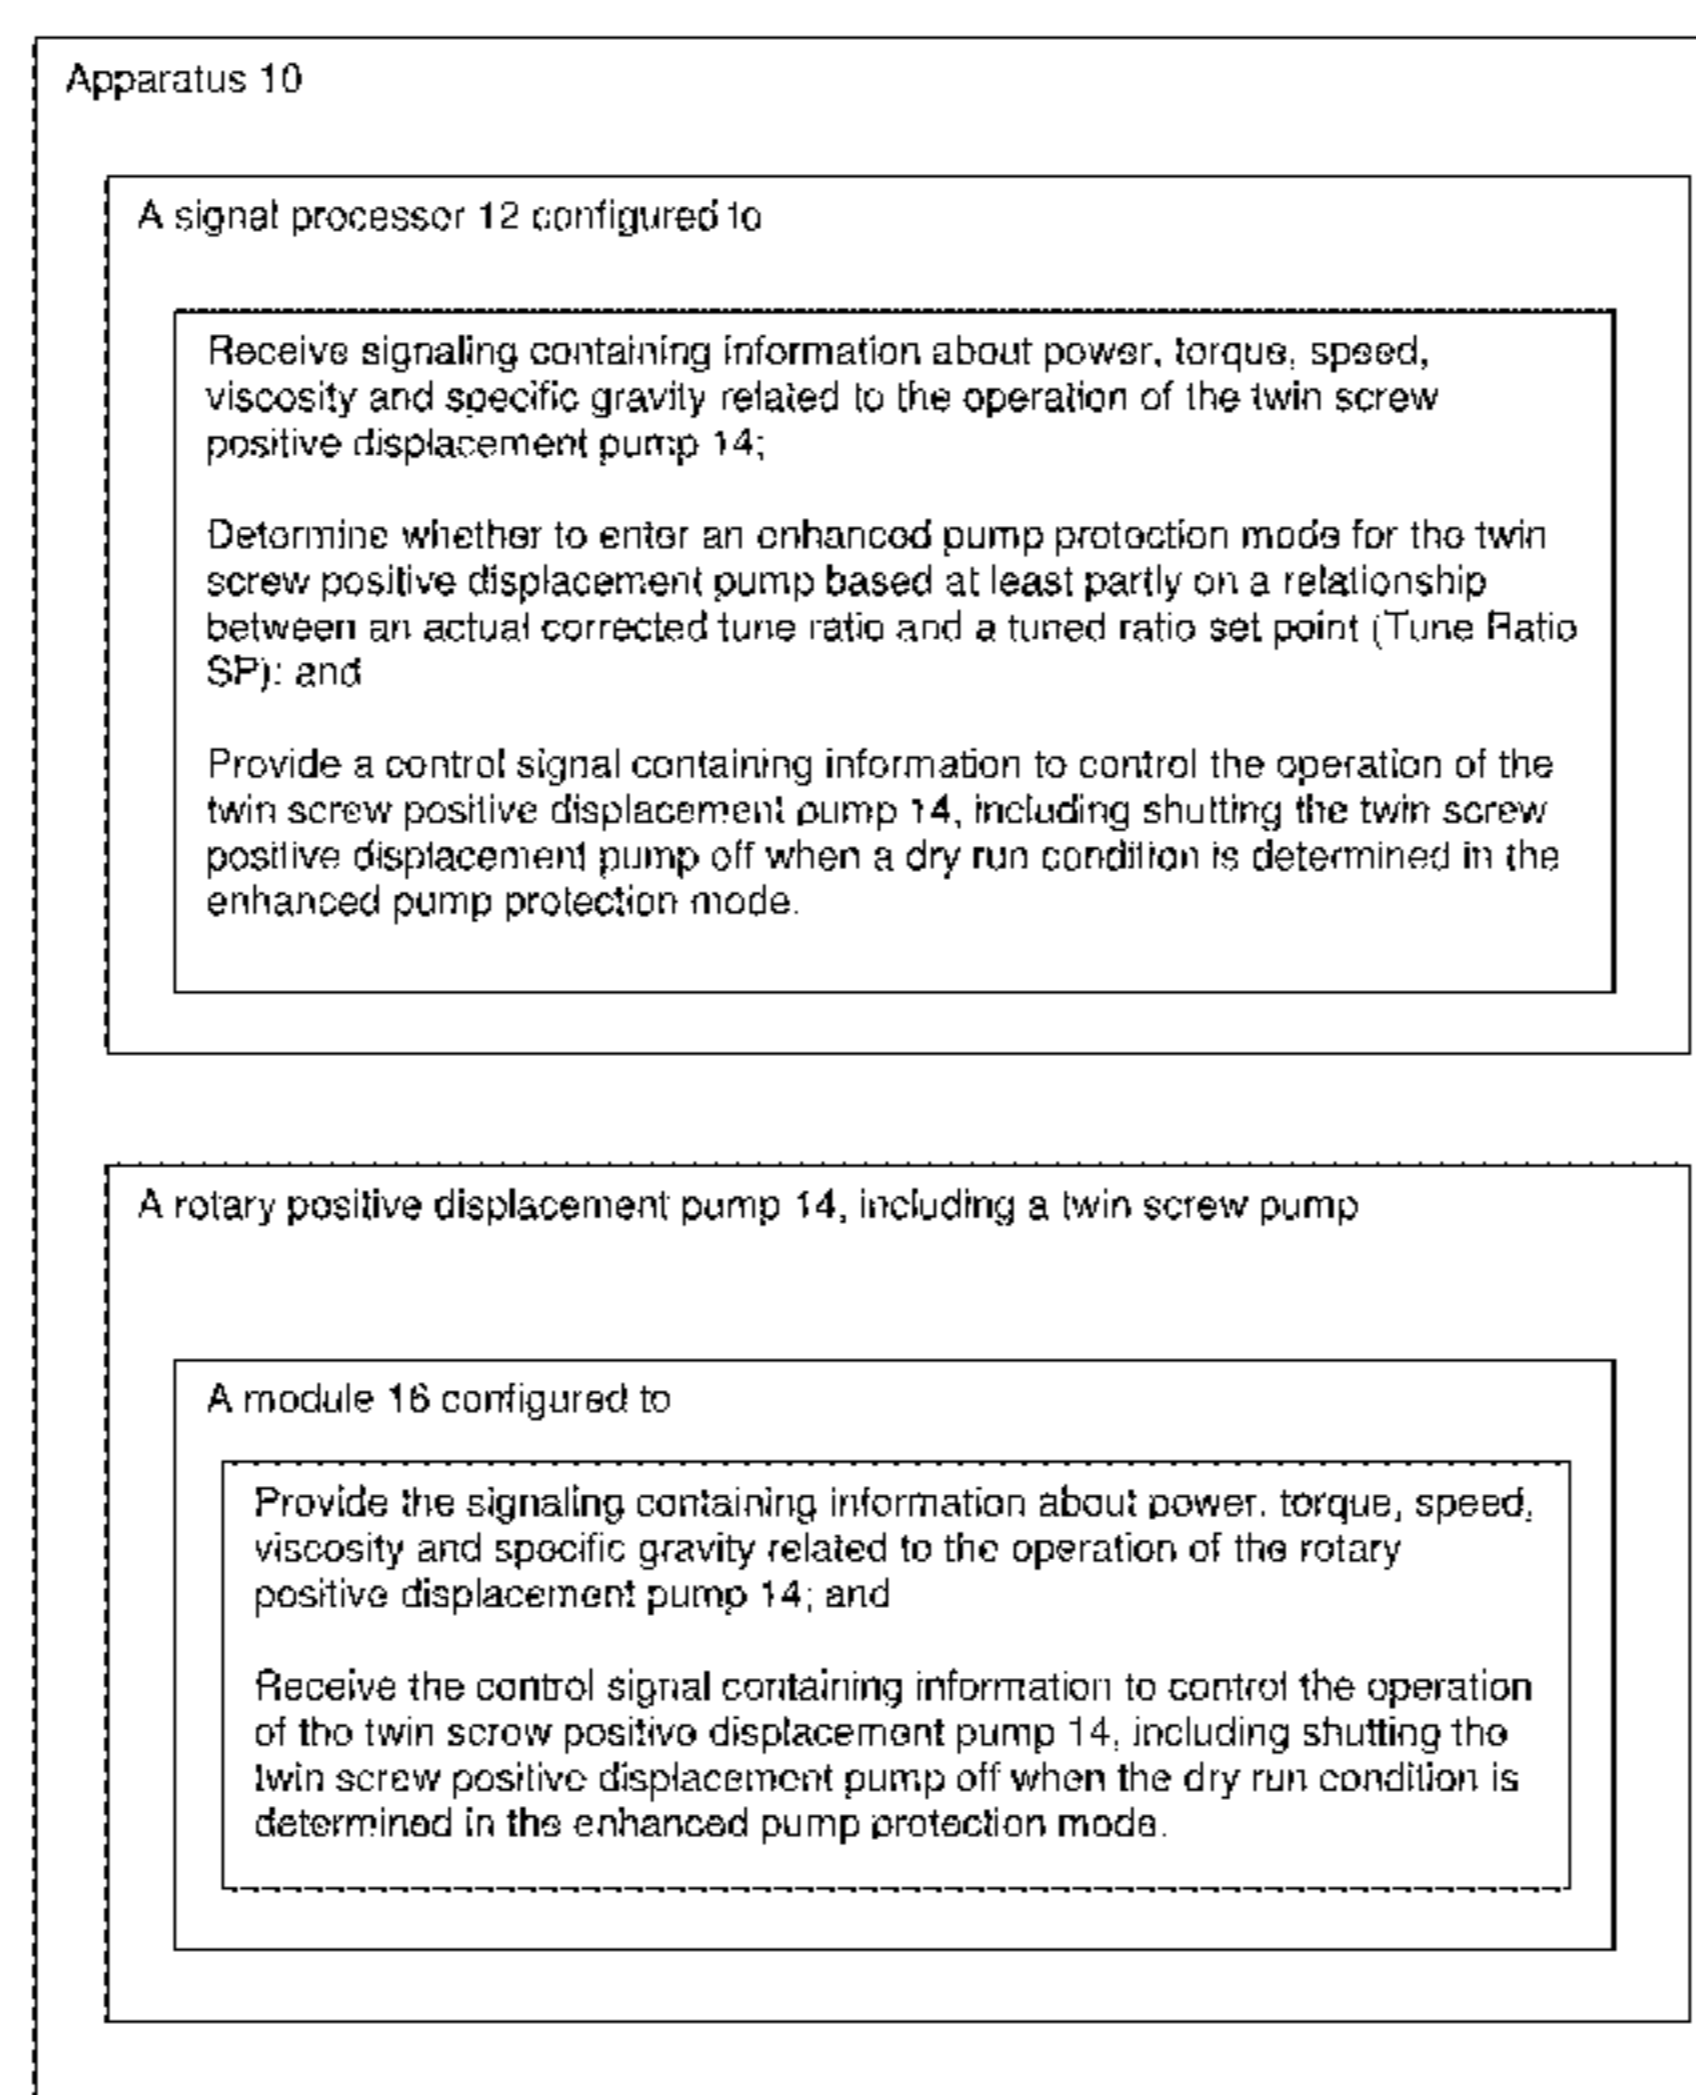 Apparatus 10
A signal processor 12 configured to
Receive signaling containing information about power, torque, speed,
viscosity and specific gravity related to the operation of the twin screw
positive displacement pump 14;
Determine whether to enter an enhanced pump protection mode for the twin
screw positive displacement pump based at least partly on a relationship
between an actual corrected tune ratio and a tuned ratio set point (Tune Ratio
SP): and
Provide a control signal containing information to control the operation of the
twin screw positive displacement pump 14, including shutting the twin screw
positive displacement pump off when a dry run condition is determined in the
enhanced pump protection mode.
A rotary positive displacement pump 14, including a twin screw pump
A module 16 configured to
Provide the signaling containing information about power, torque, speed,
viscosity and specific gravity related to the operation of the rotary
positive displacement pump 14; and
Receive the control signal containing information to control the operation
of the twin screw positive displacement pump 14, including shutting the
twin screw positive displacement pump off when the dry run condition is
determined in the enhanced pump protection mode.